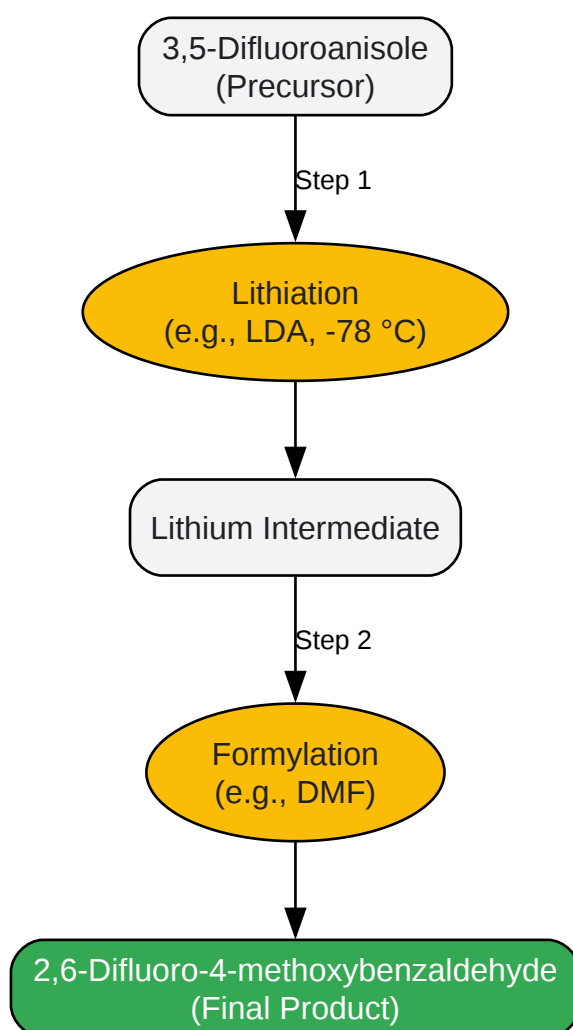 3,5-Difluoroanisole
(Precursor)
Step 1
Lithiation
(e.g., LDA, -78 °C)
Lithium Intermediate
Step 2
Formylation
(e.g., DMF)
2,6-Difluoro-4-methoxybenzaldehyde
(Final Product)